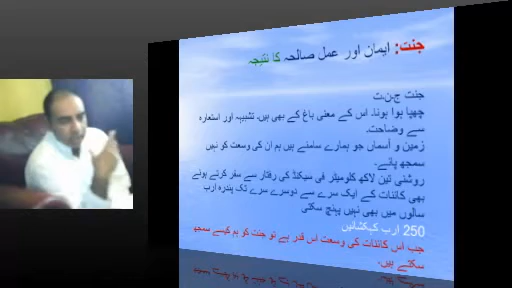 جنت: ایمان اور عمل صالحہ کا نتیجہ
جنت ج۔ن۔ت
چھپا ہوا ہونا۔ اس کے معنی باغ کے بھی ہیں۔ تشبیہہ اور استعارہ
سے وضاحت۔
زمین و آسمان جو ہمارے سامنے ہیں ہم ان کی وسعت کو نہیں
سمجھ پاتے۔
روشنی تین لاکھ کلومیٹر فی سیکنڈ کی رفتار سے سفر کرتے ہوئے
بھی کائنات کے ایک سرے سے دوسرے سرے تک پندرہ ارب
سالوں میں بھی نہیں پہنچ سکتی
250 ارب کہکشائیں
جب اس کائنات کی وسعت اس قدر ہے تو جنت کو ہم کیسے سمجھ
سکتے ہیں۔